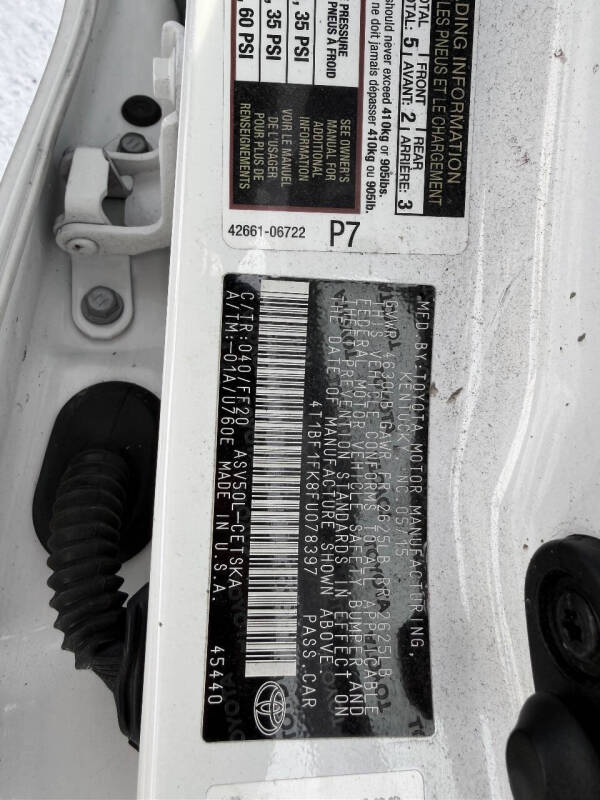 LDING INFORMATION
LES PNEUS ET LE CHARGEMENT
TOTAL FRONT REAR
TOTAL: 5 AVANT: 2 ARRIÈRE: 3
should never exceed 410kg or 905lbs.
ne doit jamais dépasser 410kg ou 905lb.
PRESSURE
PNEUS À FROID
, 35 PSI
, 35 PSI
, 60 PSI
SEE OWNER'S
MANUAL FOR
ADDITIONAL
INFORMATION
VOIR LE MANUEL
DE L'USAGER
POUR PLUS DE
RENSEIGNEMENTS
42661-06722 P7
MFD BY: TOYOTA MOTOR MANUFACTURING,
KENTUCKY, INC. 05/15
GVWR 4630LB GAWR FR 2625LB RR 2625LB
THIS VEHICLE CONFORMS TO ALL APPLICABLE
FEDERAL MOTOR VEHICLE SAFETY BUMPER AND
THEFT PREVENTION STANDARDS IN EFFECT ON
THE DATE OF MANUFACTURE SHOWN ABOVE.
4T1BF1FK8FU078397 PASS.CAR
C/TR:040/FF20 ASV50L-CETSKA
A/TM:-01A/U760E MADE IN U.S.A. 45440
TOYOTA